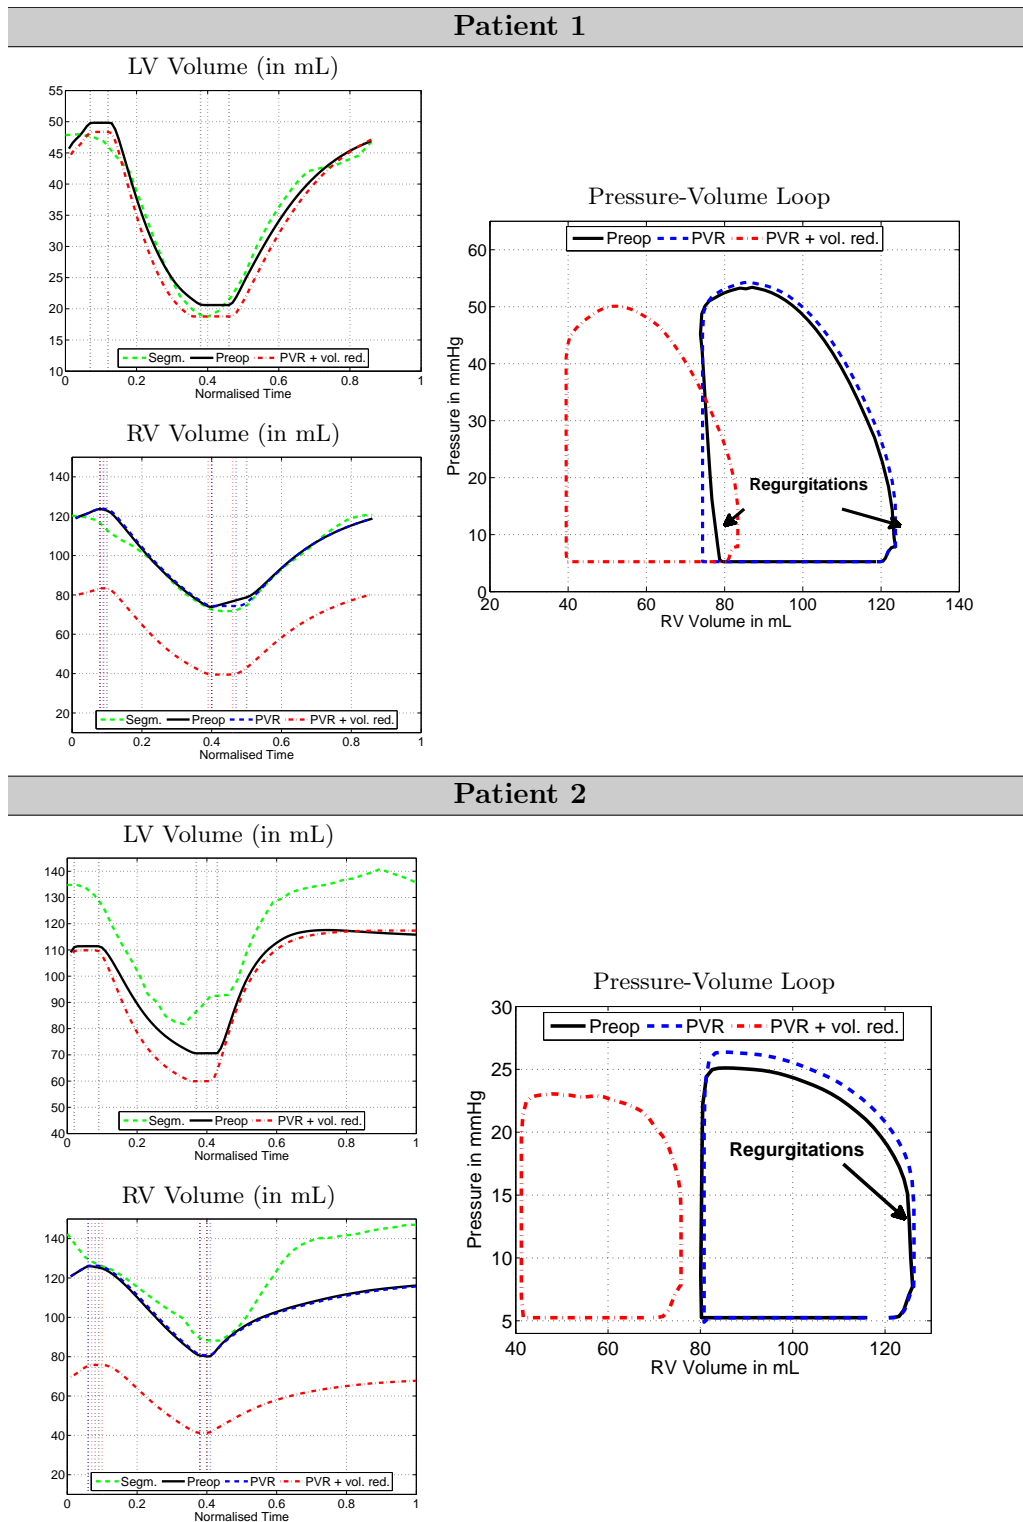 Patient 1
LV Volume (in mL)
55
50
45
40
35
30
25
20
15
10
Segm. Preop PVR + vol. red.
0 0.2 0.4 0.6 0.8 1
Normalised Time
RV Volume (in mL)
140
120
100
80
60
40
20
Segm. Preop PVR PVR + vol. red.
0 0.2 0.4 0.6 0.8 1
Normalised Time
Pressure-Volume Loop
Preop PVR PVR + vol. red.
60
50
40
30
20
10
0
Pressure in mmHg
Regurgitations
20 40 60 80 100 120 140
RV Volume in mL
Patient 2
LV Volume (in mL)
140
130
120
110
100
90
80
70
60
50
40
Segm. Preop PVR + vol. red.
0 0.2 0.4 0.6 0.8 1
Normalised Time
RV Volume (in mL)
140
120
100
80
60
40
20
Segm. Preop PVR PVR + vol. red.
0 0.2 0.4 0.6 0.8 1
Normalised Time
Pressure-Volume Loop
30
25
20
15
10
5
Preop PVR PVR + vol. red.
Pressure in mmHg
Regurgitations
40 60 80 100 120
RV Volume in mL